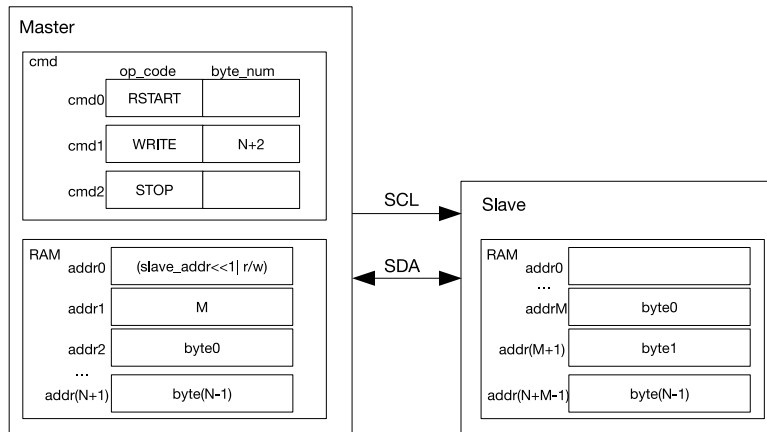 Master
cmd
op_code byte_num
cmd0 RSTART
cmd1 WRITE N+2
cmd2 STOP
RAM
addr0 (slave_addr<<1| r/w)
addr1 M
addr2 byte0
...
addr(N+1) byte(N-1)
SCL
SDA
Slave
RAM
addr0
...
addrM byte0
addr(M+1) byte1
addr(N+M-1) byte(N-1)